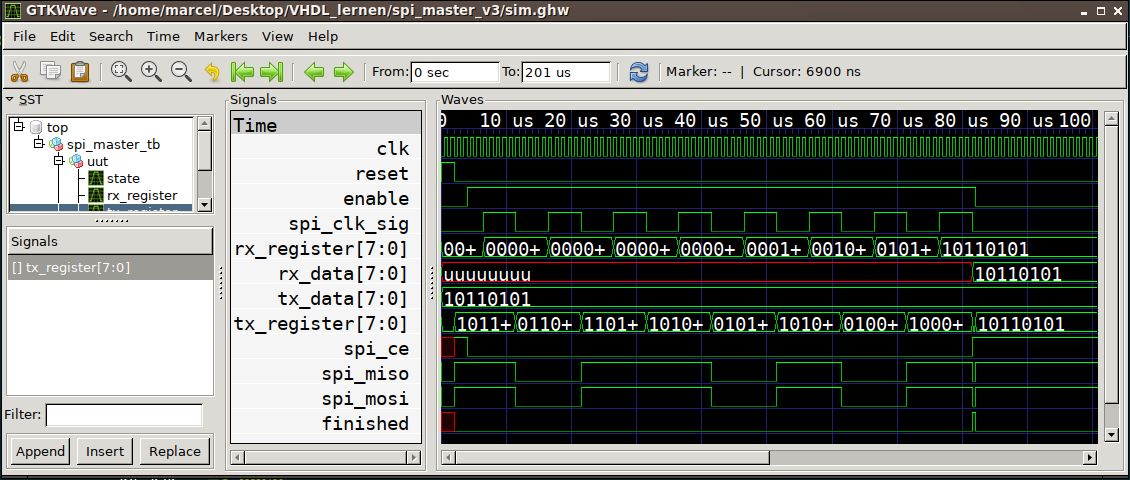 GTKWave - /home/marcel/Desktop/VHDL_lernen/spi_master_v3/sim.ghw
File Edit Search Time Markers View Help
From: 0 sec To: 201 us Marker: -- | Cursor: 6900 ns
SST
top
spi_master_tb
uut
state
rx_register
Signals
[] tx_register[7:0]
Filter:
Append Insert Replace
Signals
Time
clk
reset
enable
spi_clk_sig
rx_register[7:0]
rx_data[7:0]
tx_data[7:0]
tx_register[7:0]
spi_ce
spi_miso
spi_mosi
finished
Waves
0 10 us 20 us 30 us 40 us 50 us 60 us 70 us 80 us 90 us 100
00+ 0000+ 0000+ 0000+ 0000+ 0001+ 0010+ 0101+ 10110101
uuuuuuuu 10110101
10110101
1011+ 0110+ 1101+ 1010+ 0101+ 1010+ 0100+ 1000+ 10110101